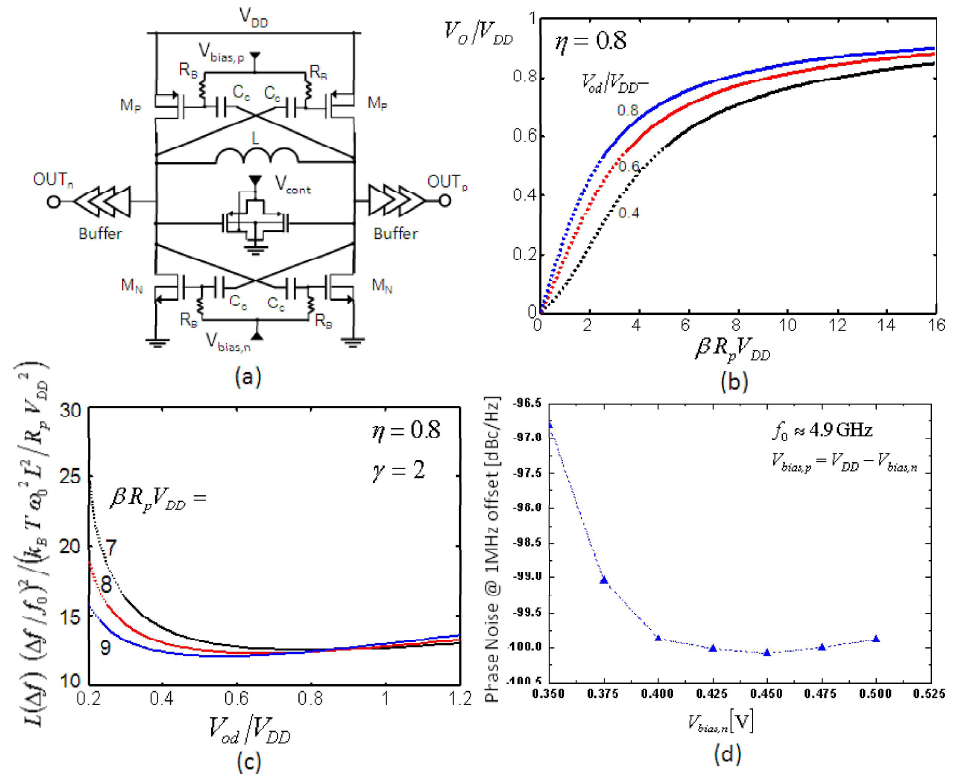 V_DD
V_bias,p
R_B R_B
C_c C_c
M_P M_P
L
OUT_n OUT_p
V_cont
Buffer Buffer
M_N M_N
C_c C_c
R_B R_B
V_bias,n
(a)
V_O/V_DD
η = 0.8
V_od/V_DD=
0.8
0.6
0.4
1
0.8
0.6
0.4
0.2
0
0 2 4 6 8 10 12 14 16
β R_p V_DD
(b)
L(Δf) (Δf/f_0)^2/(k_B T ω_0^2 L^2/R_p V_DD^2)
30
25
20
15
10
η = 0.8
γ = 2
β R_p V_DD =
7
8
9
0.2 0.4 0.6 0.8 1.0 1.2
V_od/V_DD
(c)
Phase Noise @ 1MHz offset [dBc/Hz]
-96.5
-97.0
-97.5
-98.0
-98.5
-99.0
-99.5
-100.0
-100.5
f_0 ≈ 4.9 GHz
V_bias,p = V_DD − V_bias,n
0.350 0.375 0.400 0.425 0.450 0.475 0.500 0.525
V_bias,n [V]
(d)